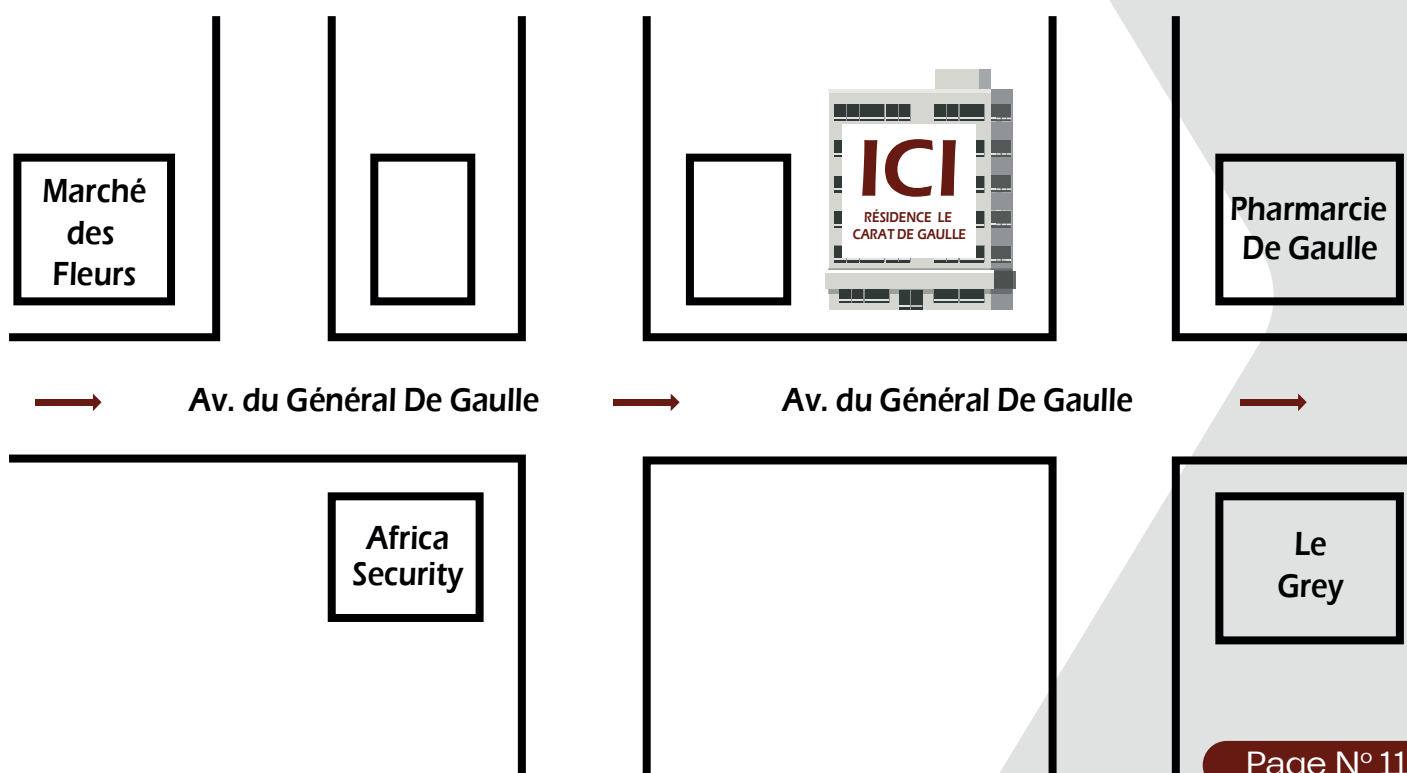 Marché
des
Fleurs
ICI
RÉSIDENCE LE
CARAT DE GAULLE
Pharmarcie
De Gaulle
Av. du Général De Gaulle
Av. du Général De Gaulle
Africa
Security
Le
Grey
Page N° 11